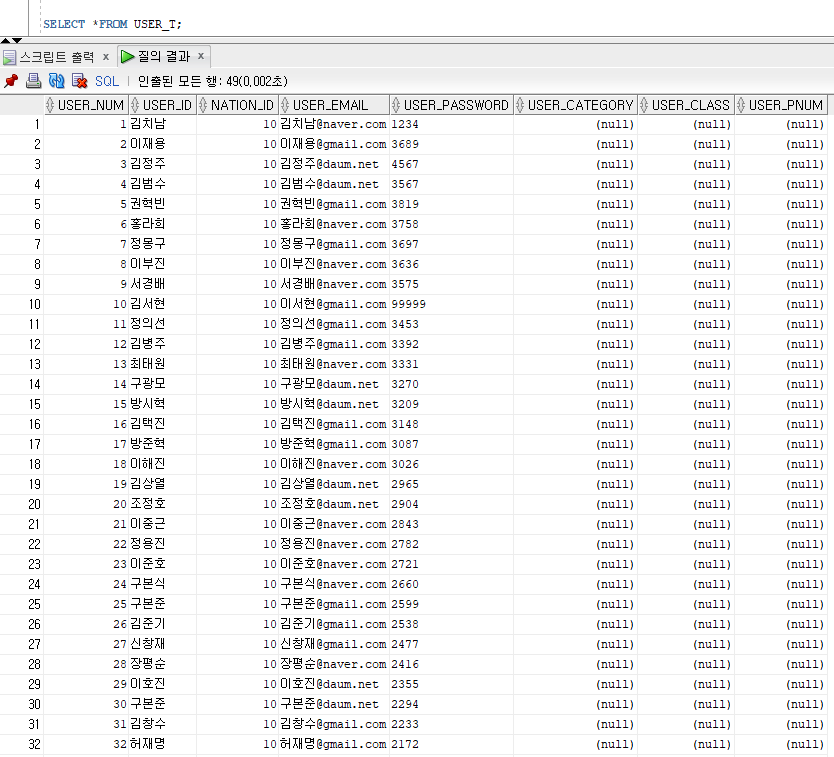 SELECT *FROM USER_T;
스크립트 출력 x 질의 결과 x
SQL | 인출된 모든 행: 49(0,002초)
USER_NUM USER_ID NATION_ID USER_EMAIL USER_PASSWORD USER_CATEGORY USER_CLASS USER_PNUM
1 1 김치남 10 김치남@naver.com 1234 (null) (null) (null)
2 2 이재용 10 이재용@gmail.com 3689 (null) (null) (null)
3 3 김정주 10 김정주@daum.net 4567 (null) (null) (null)
4 4 김범수 10 김범수@daum.net 3567 (null) (null) (null)
5 5 권혁빈 10 권혁빈@gmail.com 3819 (null) (null) (null)
6 6 홍라희 10 홍라희@naver.com 3758 (null) (null) (null)
7 7 정몽구 10 정몽구@gmail.com 3697 (null) (null) (null)
8 8 이부진 10 이부진@naver.com 3636 (null) (null) (null)
9 9 서경배 10 서경배@naver.com 3575 (null) (null) (null)
10 10 김서현 10 이서현@gmail.com 99999 (null) (null) (null)
11 11 정의선 10 정의선@gmail.com 3453 (null) (null) (null)
12 12 김병주 10 김병주@gmail.com 3392 (null) (null) (null)
13 13 최태원 10 최태원@naver.com 3331 (null) (null) (null)
14 14 구광모 10 구광모@daum.net 3270 (null) (null) (null)
15 15 방시혁 10 방시혁@daum.net 3209 (null) (null) (null)
16 16 김택진 10 김택진@gmail.com 3148 (null) (null) (null)
17 17 방준혁 10 방준혁@gmail.com 3087 (null) (null) (null)
18 18 이해진 10 이해진@naver.com 3026 (null) (null) (null)
19 19 김상열 10 김상열@daum.net 2965 (null) (null) (null)
20 20 조정호 10 조정호@daum.net 2904 (null) (null) (null)
21 21 이중근 10 이중근@naver.com 2843 (null) (null) (null)
22 22 정용진 10 정용진@naver.com 2782 (null) (null) (null)
23 23 이준호 10 이준호@naver.com 2721 (null) (null) (null)
24 24 구본식 10 구본식@naver.com 2660 (null) (null) (null)
25 25 구본준 10 구본준@gmail.com 2599 (null) (null) (null)
26 26 김준기 10 김준기@gmail.com 2538 (null) (null) (null)
27 27 신창재 10 신창재@gmail.com 2477 (null) (null) (null)
28 28 장평순 10 장평순@naver.com 2416 (null) (null) (null)
29 29 이호진 10 이호진@daum.net 2355 (null) (null) (null)
30 30 구본준 10 구본준@daum.net 2294 (null) (null) (null)
31 31 김창수 10 김창수@gmail.com 2233 (null) (null) (null)
32 32 허재명 10 허재명@gmail.com 2172 (null) (null) (null)